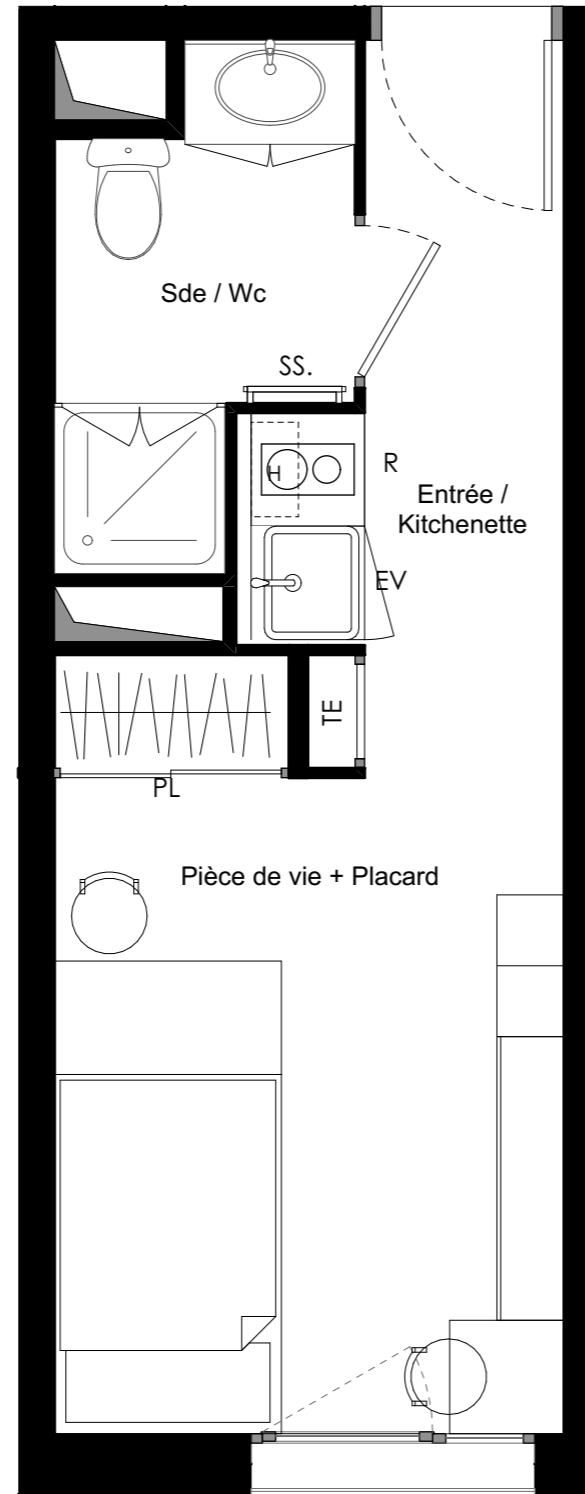 Sde / Wc
SS.
H
R
Entrée /
Kitchenette
EV
TE
PL
Pièce de vie + Placard